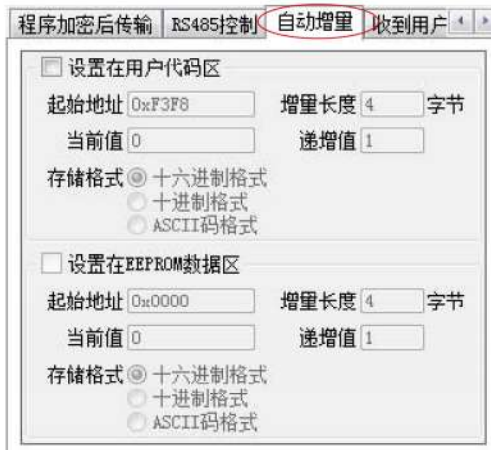 程序加密后传输 RS485控制 自动增量 收到用户
设置在用户代码区
起始地址 0xF3F8 增量长度 4 字节
当前值 0 递增值 1
存储格式 十六进制格式
十进制格式
ASCII码格式
设置在EEPROM数据区
起始地址 0x0000 增量长度 4 字节
当前值 0 递增值 1
存储格式 十六进制格式
十进制格式
ASCII码格式